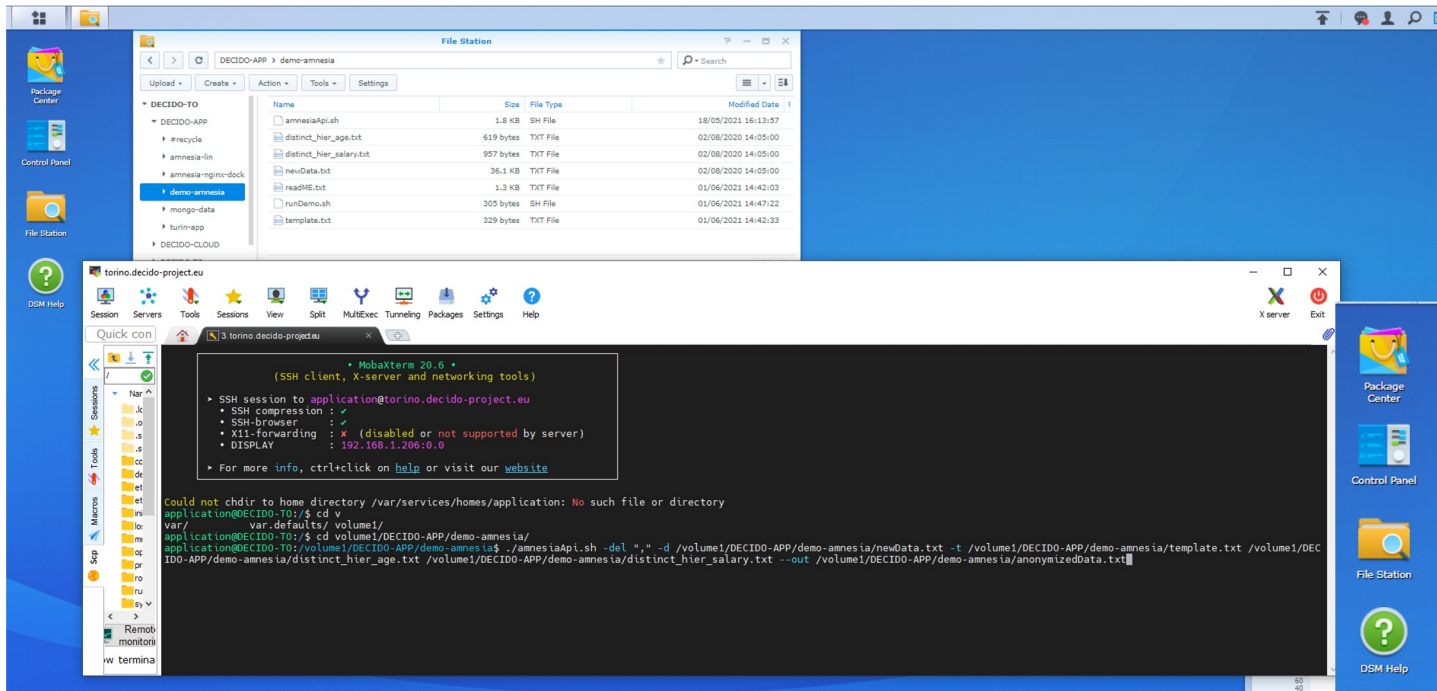 File Station
Package
Center
Control Panel
File Station
DSM Help
DECIDO-APP > demo-amnesia
Search
Upload
Create
Action
Tools
Settings
DECIDO-TO
DECIDO-APP
#recycle
amnesia-lin
amnesia-nginx-dock
demo-amnesia
mongo-data
turin-app
DECIDO-CLOUD
Name Size File Type Modified Date
amnesiaApi.sh 1.8 KB SH File 18/05/2021 16:13:57
distinct_hier_age.txt 619 bytes TXT File 02/08/2020 14:05:00
distinct_hier_salary.txt 957 bytes TXT File 02/08/2020 14:05:00
newData.txt 36.1 KB TXT File 02/08/2020 14:05:00
readME.txt 1.3 KB TXT File 01/06/2021 14:42:03
runDemo.sh 305 bytes SH File 01/06/2021 14:47:22
template.txt 329 bytes TXT File 01/06/2021 14:42:33
torino.decido-project.eu
Session Servers Tools Sessions View Split MultiExec Tunneling Packages Settings Help X server Exit
Quick con
3. torino.decido-project.eu
/
Sessions
Tools
Macros
Scp
Remot
monitorin
ow termina
• MobaXterm 20.6 •
(SSH client, X-server and networking tools)
➤ SSH session to application@torino.decido-project.eu
• SSH compression : ✔
• SSH-browser : ✔
• X11-forwarding : ✘ (disabled or not supported by server)
• DISPLAY : 192.168.1.206:0.0
➤ For more info, ctrl+click on help or visit our website
Could not chdir to home directory /var/services/homes/application: No such file or directory
application@DECIDO-TO:/$ cd v
var/ var.defaults/ volume1/
application@DECIDO-TO:/$ cd volume1/DECIDO-APP/demo-amnesia/
application@DECIDO-TO:/volume1/DECIDO-APP/demo-amnesia$ ./amnesiaApi.sh -del "," -d /volume1/DECIDO-APP/demo-amnesia/newData.txt -t /volume1/DECIDO-APP/demo-amnesia/template.txt /volume1/DEC
IDO-APP/demo-amnesia/distinct_hier_age.txt /volume1/DECIDO-APP/demo-amnesia/distinct_hier_salary.txt --out /volume1/DECIDO-APP/demo-amnesia/anonymizedData.txt
Package
Center
Control Panel
File Station
DSM Help
60
40